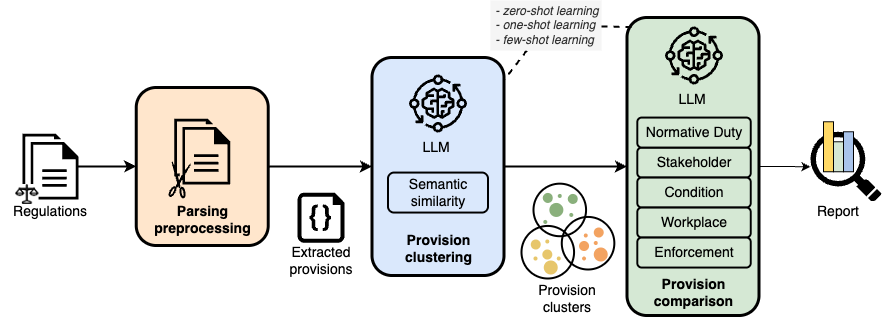 - zero-shot learning
- one-shot learning
- few-shot learning
Regulations
Parsing
preprocessing
{}
Extracted
provisions
LLM
Semantic
similarity
Provision
clustering
Provision
clusters
LLM
Normative Duty
Stakeholder
Condition
Workplace
Enforcement
Provision
comparison
Report